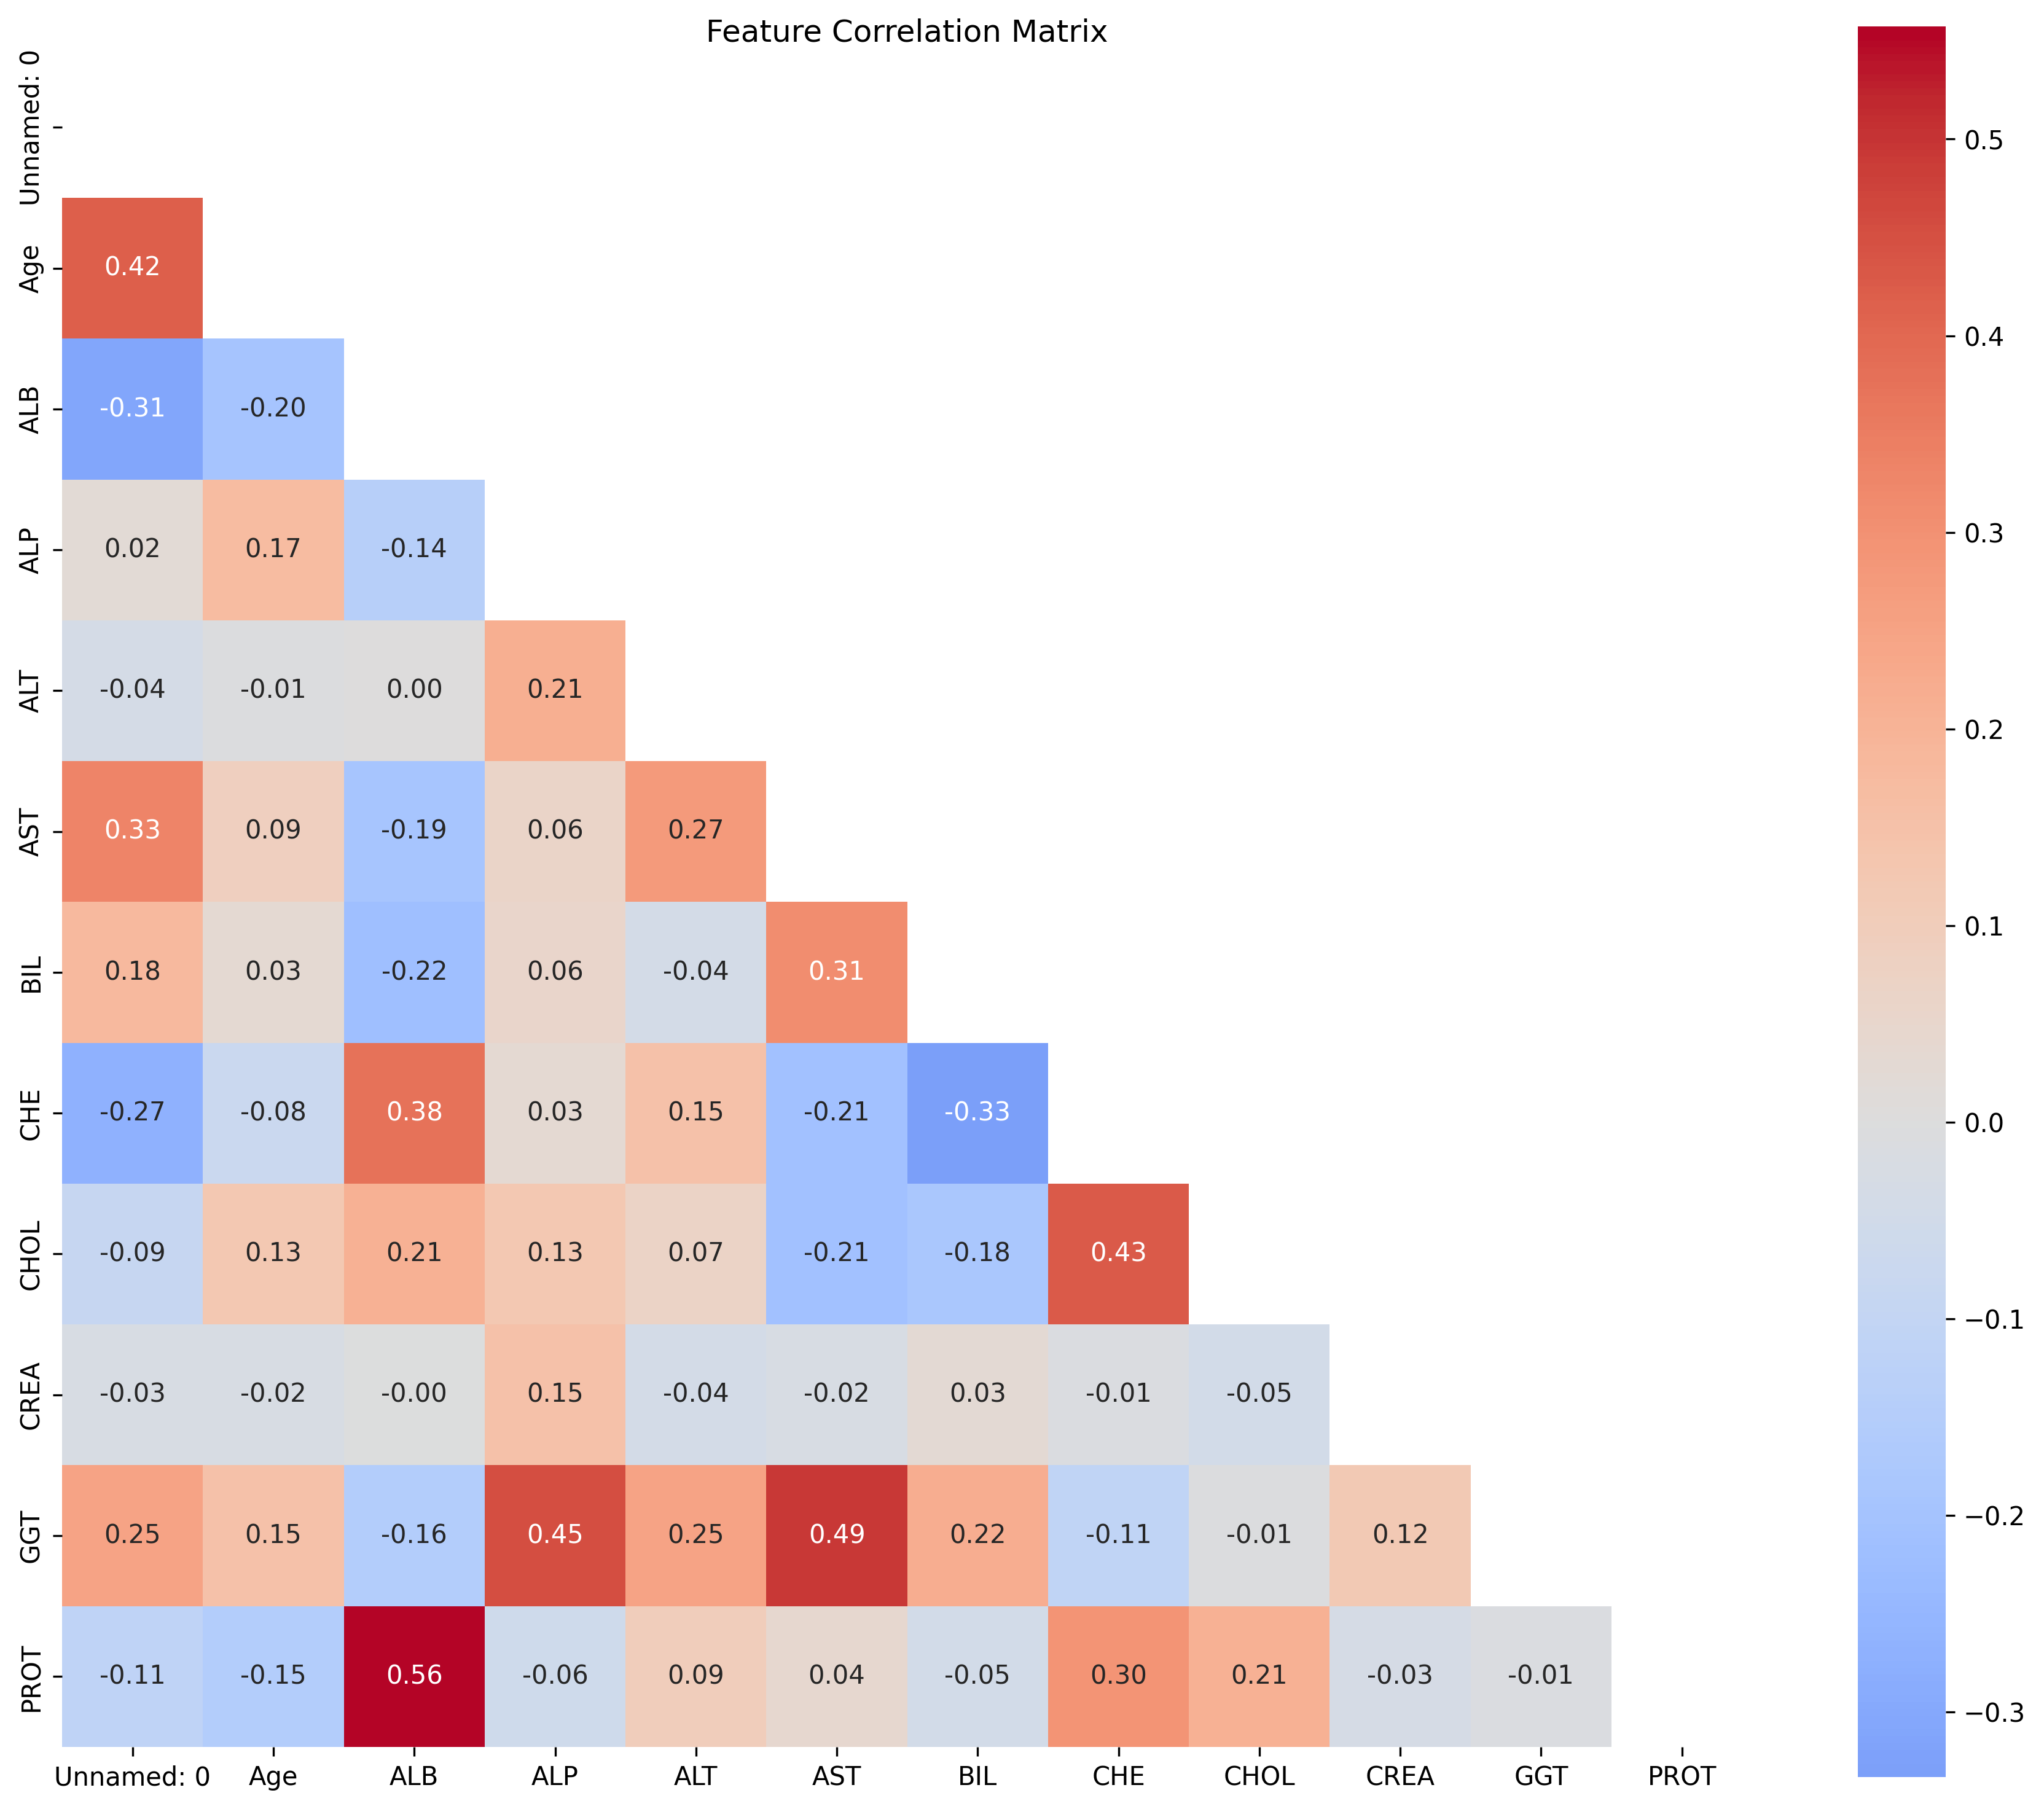 Feature Correlation Matrix
Unnamed: 0
Age 0.42
ALB -0.31 -0.20
ALP 0.02 0.17 -0.14
ALT -0.04 -0.01 0.00 0.21
AST 0.33 0.09 -0.19 0.06 0.27
BIL 0.18 0.03 -0.22 0.06 -0.04 0.31
CHE -0.27 -0.08 0.38 0.03 0.15 -0.21 -0.33
CHOL -0.09 0.13 0.21 0.13 0.07 -0.21 -0.18 0.43
CREA -0.03 -0.02 -0.00 0.15 -0.04 -0.02 0.03 -0.01 -0.05
GGT 0.25 0.15 -0.16 0.45 0.25 0.49 0.22 -0.11 -0.01 0.12
PROT -0.11 -0.15 0.56 -0.06 0.09 0.04 -0.05 0.30 0.21 -0.03 -0.01
Unnamed: 0 Age ALB ALP ALT AST BIL CHE CHOL CREA GGT PROT
0.5
0.4
0.3
0.2
0.1
0.0
−0.1
−0.2
−0.3